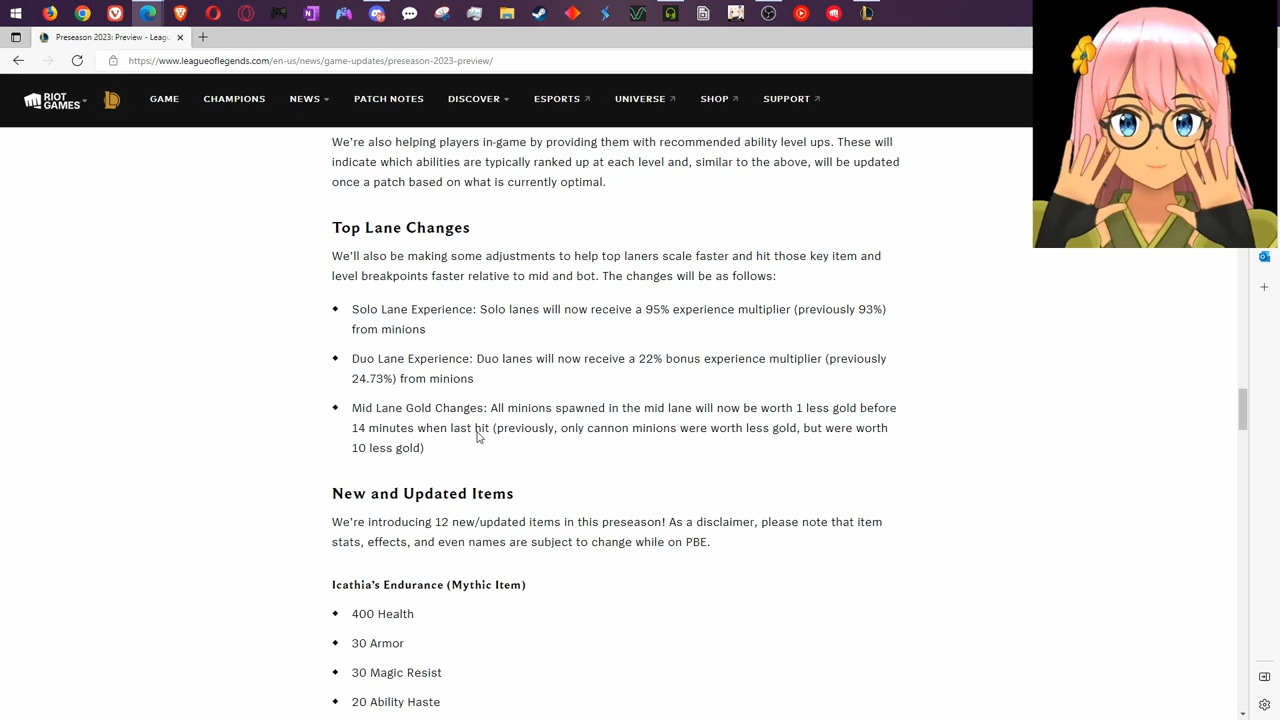 Preseason 2023: Preview - Leagu
https://www.leagueoflegends.com/en-us/news/game-updates/preseason-2023-preview/
RIOT GAMES
GAME CHAMPIONS NEWS PATCH NOTES DISCOVER ESPORTS UNIVERSE SHOP SUPPORT
We're also helping players in-game by providing them with recommended ability level ups. These will
indicate which abilities are typically ranked up at each level and, similar to the above, will be updated
once a patch based on what is currently optimal.
Top Lane Changes
We'll also be making some adjustments to help top laners scale faster and hit those key item and
level breakpoints faster relative to mid and bot. The changes will be as follows:
Solo Lane Experience: Solo lanes will now receive a 95% experience multiplier (previously 93%)
from minions
Duo Lane Experience: Duo lanes will now receive a 22% bonus experience multiplier (previously
24.73%) from minions
Mid Lane Gold Changes: All minions spawned in the mid lane will now be worth 1 less gold before
14 minutes when last hit (previously, only cannon minions were worth less gold, but were worth
10 less gold)
New and Updated Items
We're introducing 12 new/updated items in this preseason! As a disclaimer, please note that item
stats, effects, and even names are subject to change while on PBE.
Icathia's Endurance (Mythic Item)
400 Health
30 Armor
30 Magic Resist
20 Ability Haste